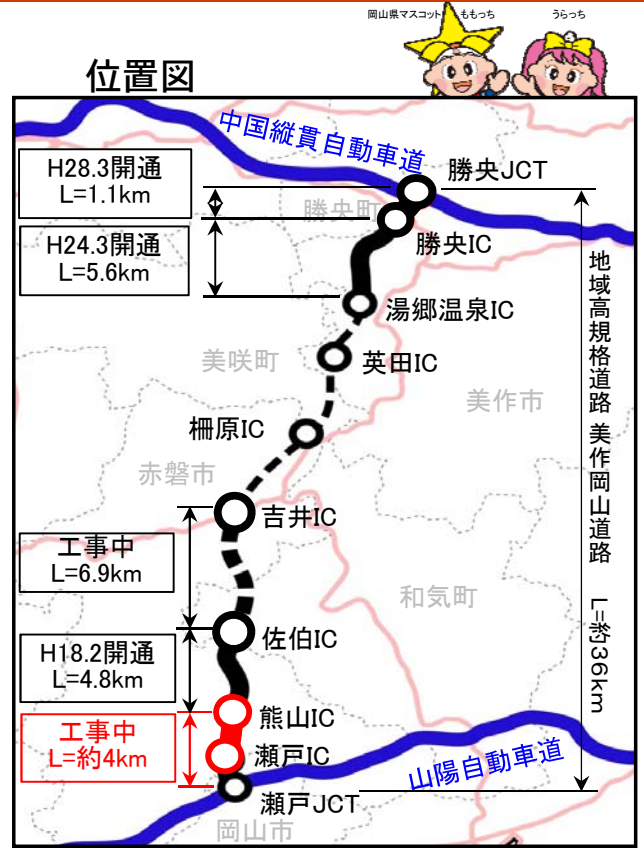 岡山県マスコット ももっち うらっち
位置図
中国縦貫自動車道
H28.3開通
L=1.1km
勝央JCT
勝央町
勝央IC
H24.3開通
L=5.6km
湯郷温泉IC
美咲町
英田IC
美作市
柵原IC
赤磐市
吉井IC
工事中
L=6.9km
和気町
佐伯IC
H18.2開通
L=4.8km
熊山IC
工事中
L=約4km
瀬戸IC
山陽自動車道
瀬戸JCT
岡山市
地域高規格道路 美作岡山道路 L=約36km